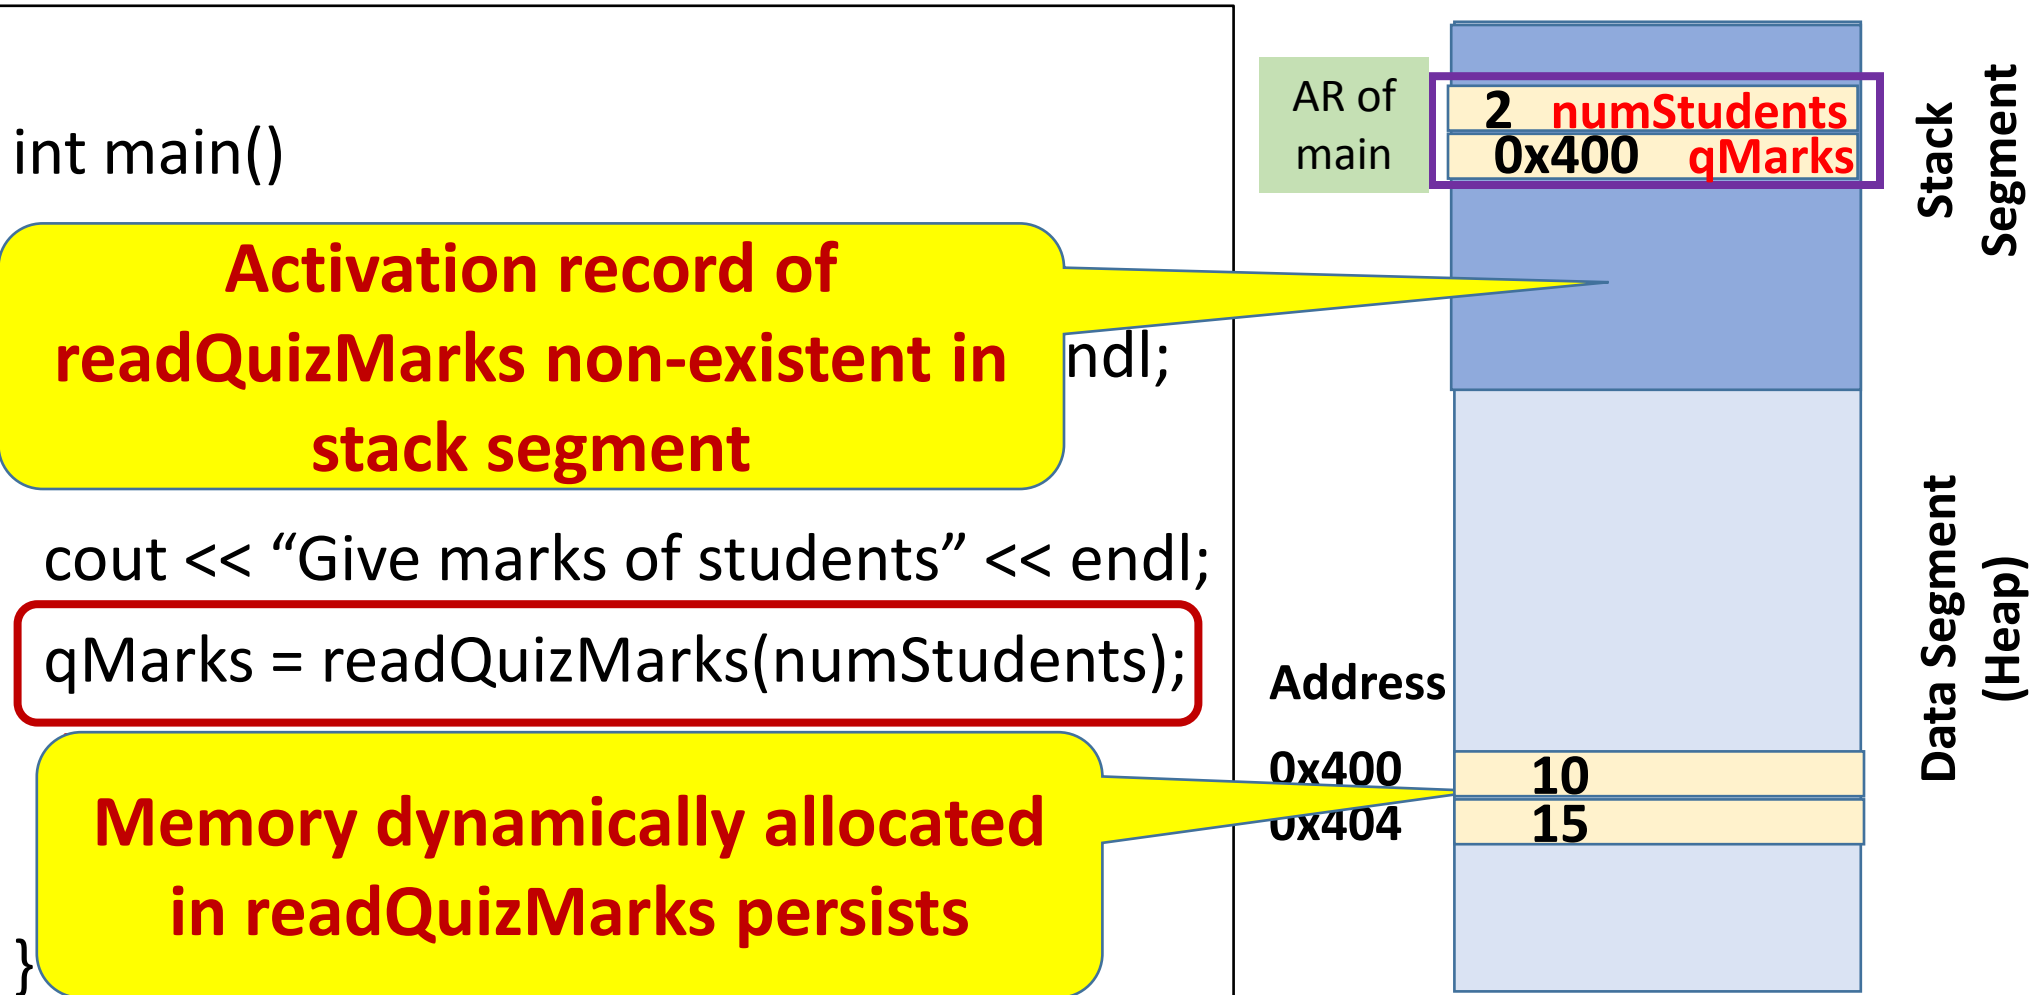 int main()
Activation record of
readQuizMarks non-existent in
stack segment
ndl;
cout << “Give marks of students” << endl;
qMarks = readQuizMarks(numStudents);
Memory dynamically allocated
in readQuizMarks persists
}
AR of
main
2 numStudents
0x400 qMarks
Stack
Segment
Data Segment
(Heap)
Address
0x400 10
0x404 15